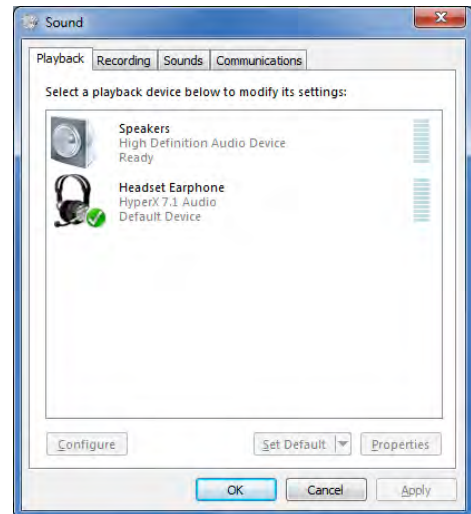 Sound
Playback Recording Sounds Communications
Select a playback device below to modify its settings:
Speakers
High Definition Audio Device
Ready
Headset Earphone
HyperX 7.1 Audio
Default Device
Configure Set Default Properties
OK Cancel Apply